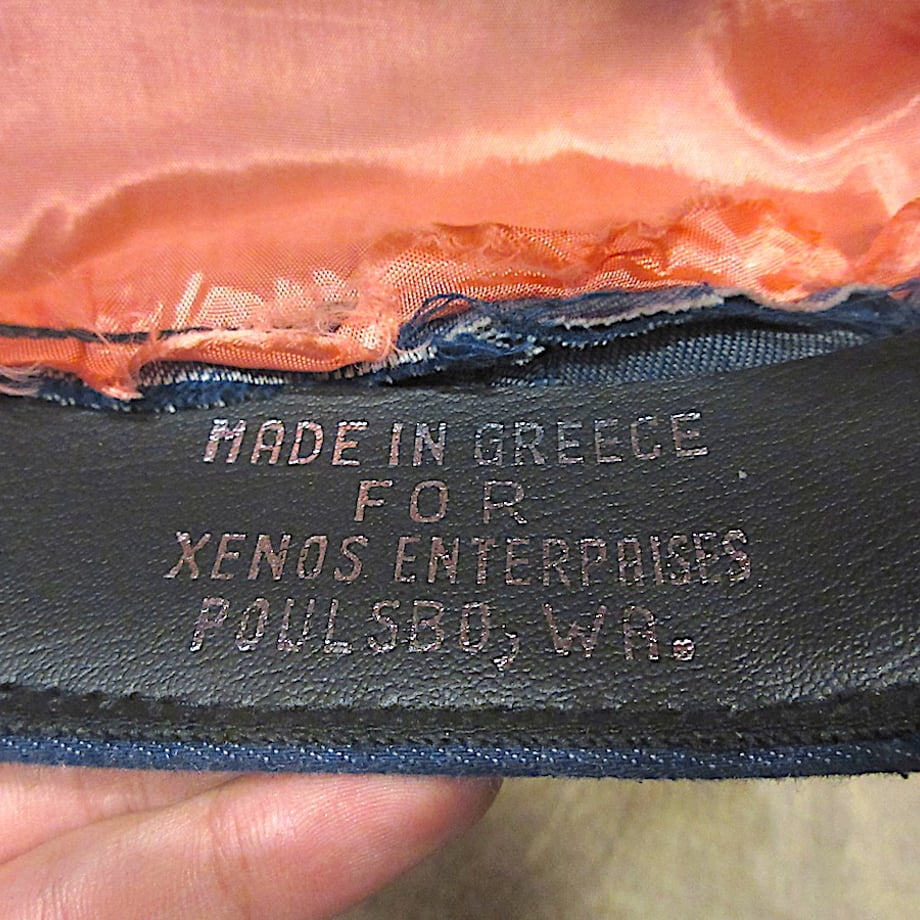 MADE IN GREECE
FOR
XENOS ENTERPRISES
POULSBO, WA.